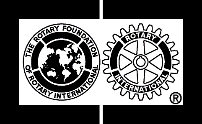 THE ROTARY FOUNDATION
OF ROTARY INTERNATIONAL
ROTARY
INTERNATIONAL
®